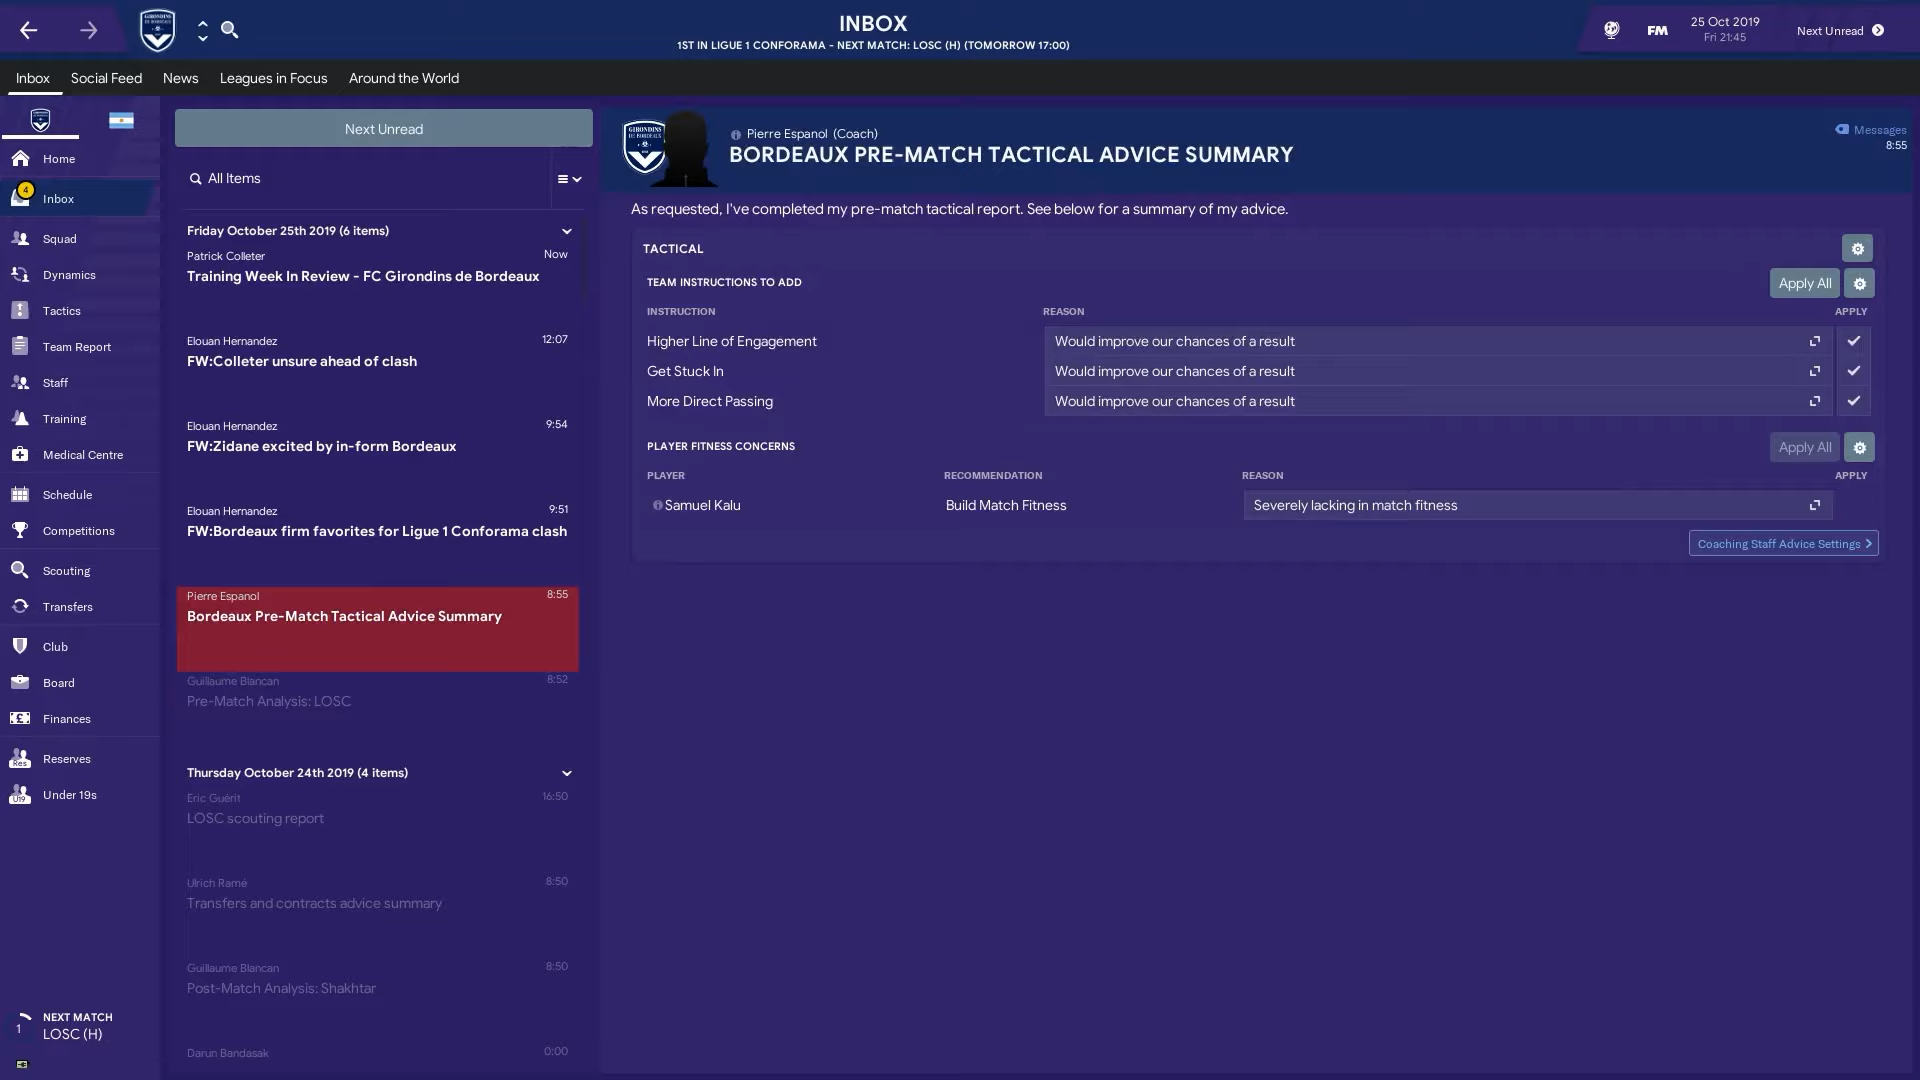 INBOX
1ST IN LIGUE 1 CONFORAMA - NEXT MATCH: LOSC (H) (TOMORROW 17:00)
FM
25 Oct 2019
Fri 21:45
Next Unread
Inbox Social Feed News Leagues in Focus Around the World
Home
4
Inbox
Squad
Dynamics
Tactics
Team Report
Staff
Training
Medical Centre
Schedule
Competitions
Scouting
Transfers
Club
Board
Finances
Res
Reserves
U19
Under 19s
1
NEXT MATCH
LOSC (H)
Next Unread
All Items
Friday October 25th 2019 (6 items)
Patrick Colleter Now
Training Week In Review - FC Girondins de Bordeaux
Elouan Hernandez 12:07
FW:Colleter unsure ahead of clash
Elouan Hernandez 9:54
FW:Zidane excited by in-form Bordeaux
Elouan Hernandez 9:51
FW:Bordeaux firm favorites for Ligue 1 Conforama clash
Pierre Espanol 8:55
Bordeaux Pre-Match Tactical Advice Summary
Guillaume Blancan 8:52
Pre-Match Analysis: LOSC
Thursday October 24th 2019 (4 items)
Eric Guérit 16:50
LOSC scouting report
Ulrich Ramé 8:50
Transfers and contracts advice summary
Guillaume Blancan 8:50
Post-Match Analysis: Shakhtar
Darun Bandasak 0:00
GIRONDINS
DE BORDEAUX
Pierre Espanol (Coach)
BORDEAUX PRE-MATCH TACTICAL ADVICE SUMMARY
Messages
8:55
As requested, I've completed my pre-match tactical report. See below for a summary of my advice.
TACTICAL
TEAM INSTRUCTIONS TO ADD Apply All
INSTRUCTION REASON APPLY
Higher Line of Engagement Would improve our chances of a result
Get Stuck In Would improve our chances of a result
More Direct Passing Would improve our chances of a result
PLAYER FITNESS CONCERNS Apply All
PLAYER RECOMMENDATION REASON APPLY
Samuel Kalu Build Match Fitness Severely lacking in match fitness
Coaching Staff Advice Settings